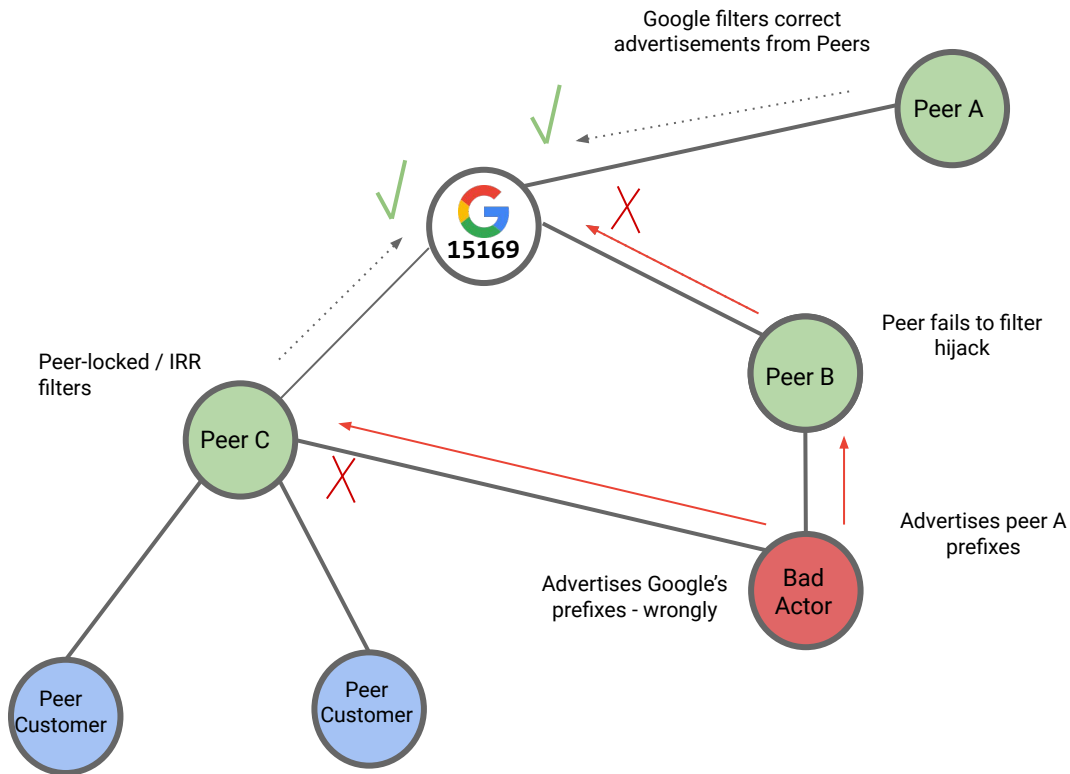 Google filters correct
advertisements from Peers
Peer A
15169
Peer fails to filter
hijack
Peer-locked / IRR
filters
Peer B
Peer C
Advertises peer A
prefixes
Advertises Google’s
prefixes - wrongly
Bad
Actor
Peer
Customer
Peer
Customer